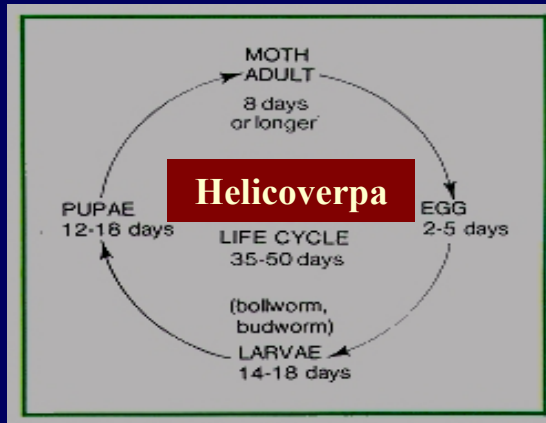 MOTH
ADULT
8 days
or longer
Helicoverpa
PUPAE
12-18 days
EGG
2-5 days
LIFE CYCLE
35-50 days
(bollworm,
budworm)
LARVAE
14-18 days